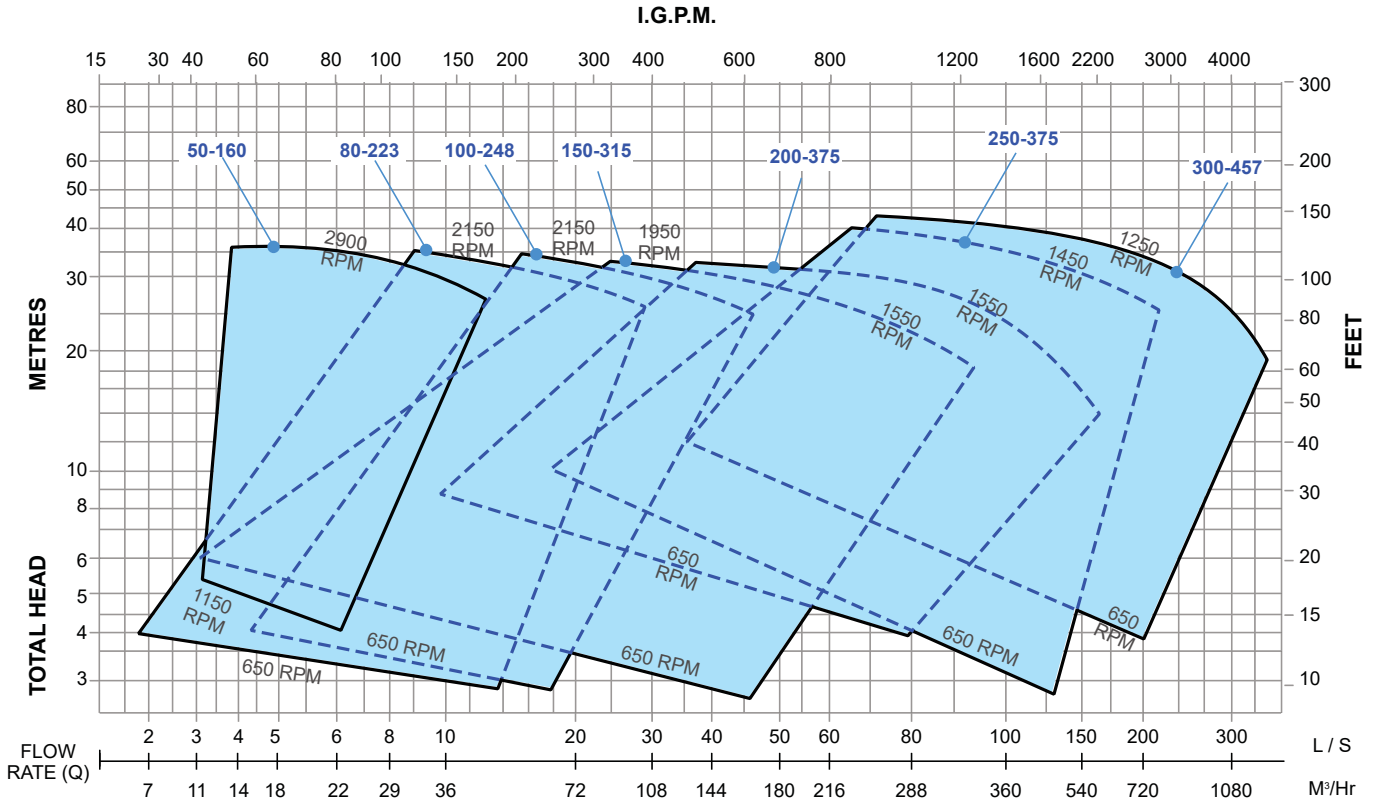 I.G.P.M.
15 30 40 60 80 100 150 200 300 400 600 800 1200 1600 2200 3000 4000
80
60
50
40
30
20
10
8
6
5
4
3
METRES
TOTAL HEAD
300
200
150
100
80
60
50
40
30
20
15
10
FEET
50-160
80-223
100-248
150-315
200-375
250-375
300-457
2900
RPM
2150
RPM
2150
RPM
1950
RPM
1550
RPM
1550
RPM
1450
RPM
1250
RPM
1150
RPM
650 RPM
650 RPM
650 RPM
650
RPM
650 RPM
650
RPM
2 3 4 5 6 8 10 20 30 40 50 60 80 100 150 200 300
L / S
FLOW
RATE (Q)
7 11 14 18 22 29 36 72 108 144 180 216 288 360 540 720 1080
M³/Hr